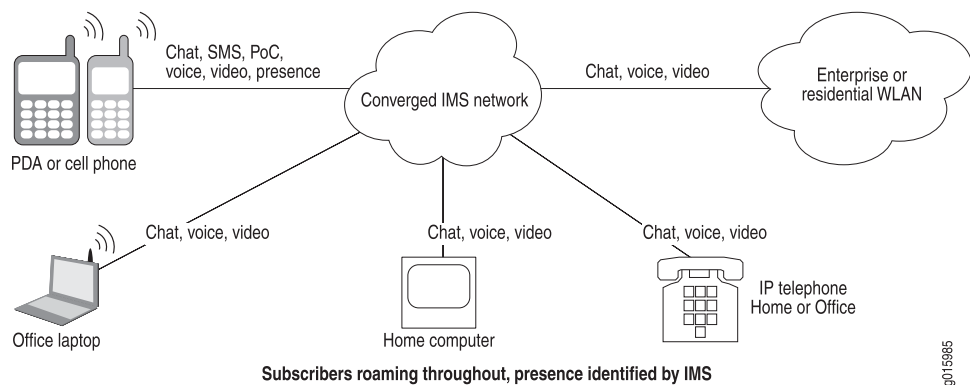 Chat, SMS, PoC,
voice, video, presence
Chat, voice, video
Converged IMS network
Enterprise or
residential WLAN
PDA or cell phone
Chat, voice, video
Chat, voice, video
Chat, voice, video
IP telephone
Home or Office
Office laptop
Home computer
Subscribers roaming throughout, presence identified by IMS
g015985